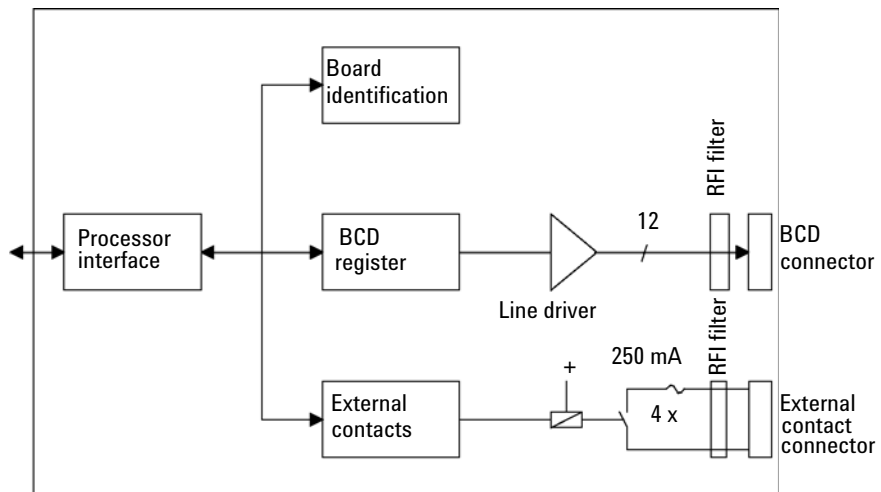 Board
identification
RFI filter
Processor
interface
BCD
register
12
BCD
connector
Line driver
RFI filter
250 mA
+
External
contacts
4 x
External
contact
connector